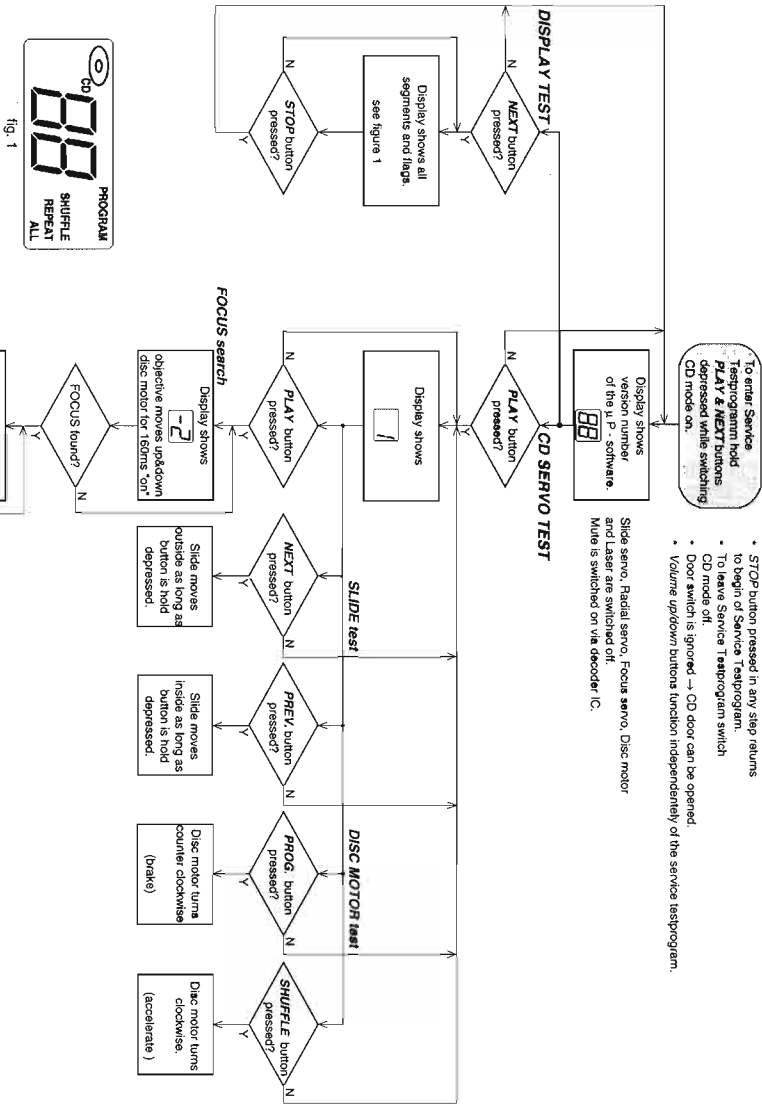 To enter Service
Testprogramm hold
PLAY & NEXT buttons
depressed while switching
CD mode on.
* STOP button pressed in any step returns
to begin of Service Testprogram.
* To leave Service Testprogram switch
CD mode off.
* Door switch is ignored → CD door can be opened.
* Volume up/down buttons function independentely of the service testprogram.
Display shows
version number
of the µ P - software.
88
Slide servo, Radial servo, Focus servo, Disc motor
and Laser are switched off.
Mute is switched on via decoder IC.
DISPLAY TEST
NEXT button
pressed?
N
Y
Display shows all
segments and flags.
see figure 1
STOP button
pressed?
N
Y
CD SERVO TEST
PLAY button
pressed?
N
Y
Display shows
1
PLAY button
pressed?
N
Y
SLIDE test
NEXT button
pressed?
N
Y
Slide moves
outside as long as
button is hold
depressed.
PREV. button
pressed?
N
Y
Slide moves
inside as long as
button is hold
depressed.
DISC MOTOR test
PROG. button
pressed?
N
Y
Disc motor turns
counter clockwise
(brake)
SHUFFLE button
pressed?
N
Y
Disc motor turns
clockwise.
(accelerate )
FOCUS search
Display shows
-2
objective moves up&down
disc motor for 160ms "on"
FOCUS found?
N
Y
PROGRAM
CD
88
SHUFFLE
REPEAT
ALL
fig. 1